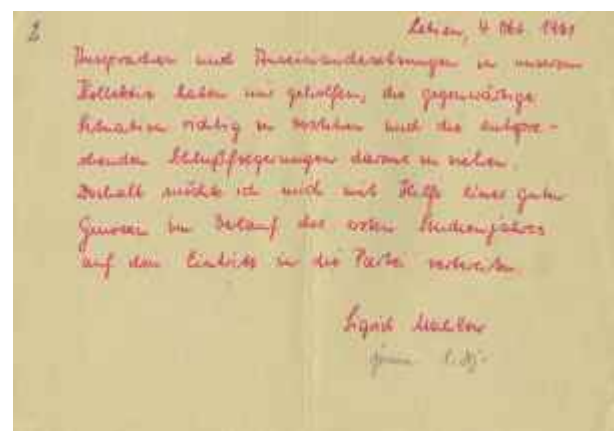 2
Lehsen, 4 Okt. 1961
Aussprachen und Auseinandersetzungen in unserem
Kollektiv haben mir geholfen, die gegenwärtige
Situation richtig zu verstehen und die entspre-
chenden Schlußfolgerungen daraus zu ziehen.
Deshalb möchte ich mich mit Hilfe eines guten
Genossen im Verlauf des ersten Studienjahres
auf den Eintritt in die Partei vorbereiten.
Sigrid